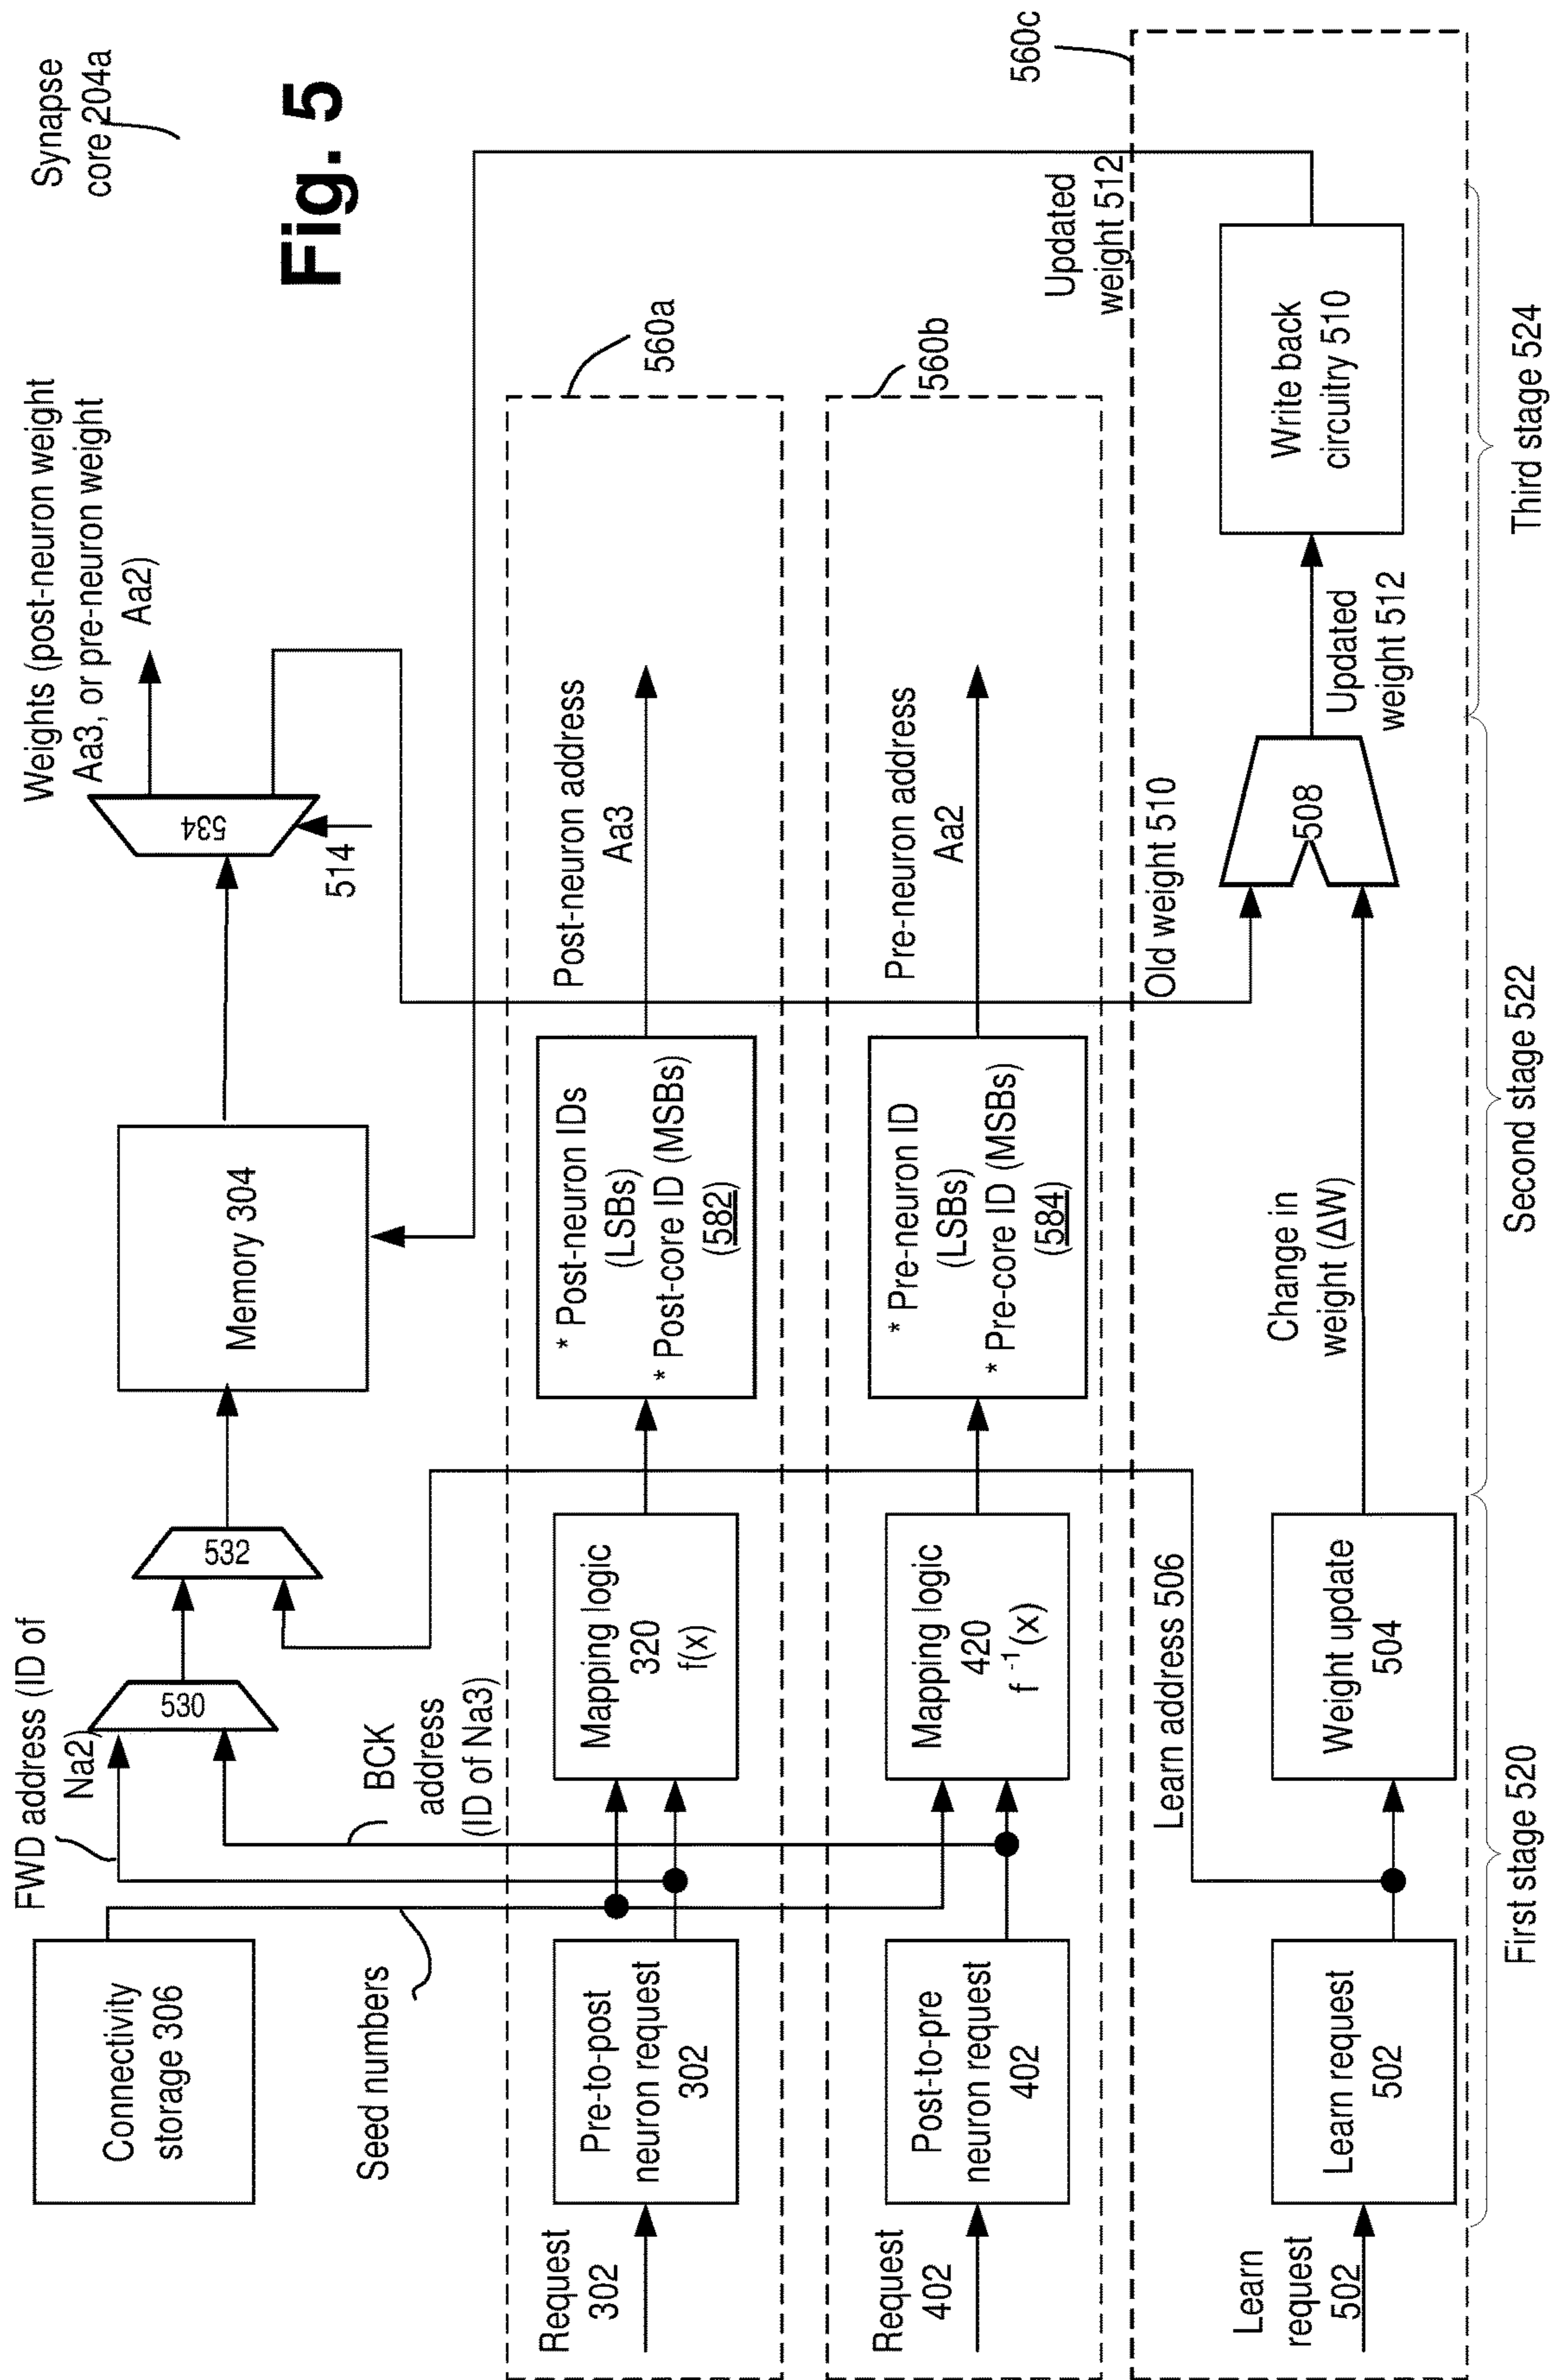 Synapse
core 204a
Fig. 5
FWD address (ID of
Na2)
Weights (post-neuron weight
Aa3, or pre-neuron weight
Aa2)
Connectivity
storage 306
530
532
Memory 304
534
514
Seed numbers
BCK
address
(ID of Na3)
560a
Request
302
Pre-to-post
neuron request
302
Mapping logic
320
f(x)
* Post-neuron IDs
(LSBs)
* Post-core ID (MSBs)
(582)
Post-neuron address
Aa3
560b
Request
402
Post-to-pre
neuron request
402
Mapping logic
420
f -1(x)
* Pre-neuron ID
(LSBs)
* Pre-core ID (MSBs)
(584)
Pre-neuron address
Aa2
560c
Updated
weight 512
Learn address 506
Old weight 510
Learn
request
502
Learn request
502
Weight update
504
Change in
weight (ΔW)
508
Updated
weight 512
Write back
circuitry 510
First stage 520
Second stage 522
Third stage 524